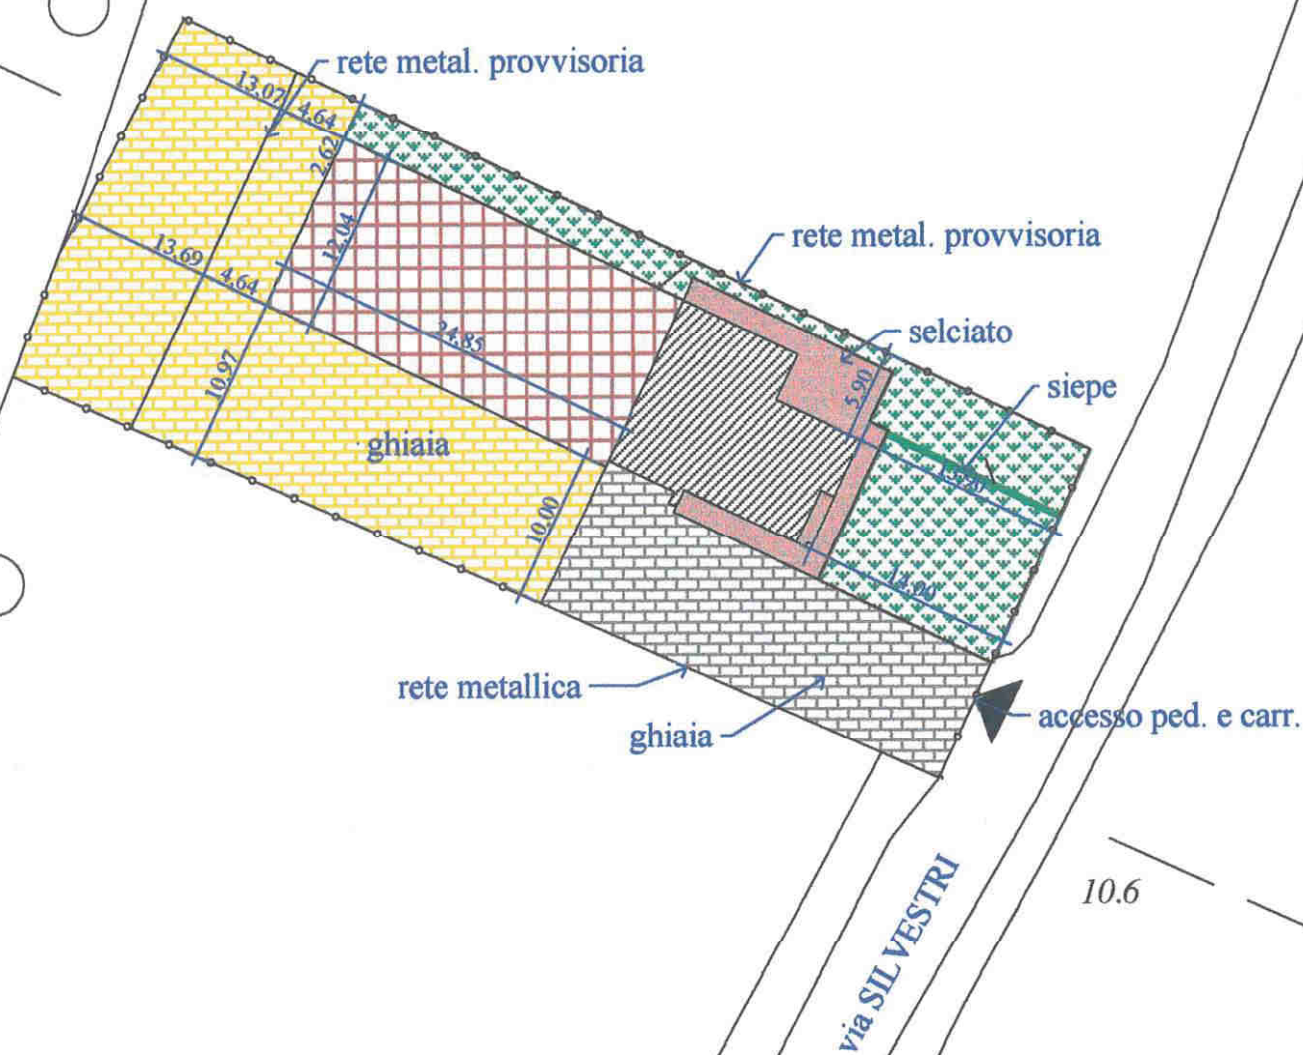 rete metal. provvisoria
13,07
4,64
2,62
12,04
rete metal. provvisoria
13,69
4,64
24,85
selciato
5,90
siepe
10,97
ghiaia
10,00
14,00
rete metallica
ghiaia
accesso ped. e carr.
10.6
via SILVESTRI